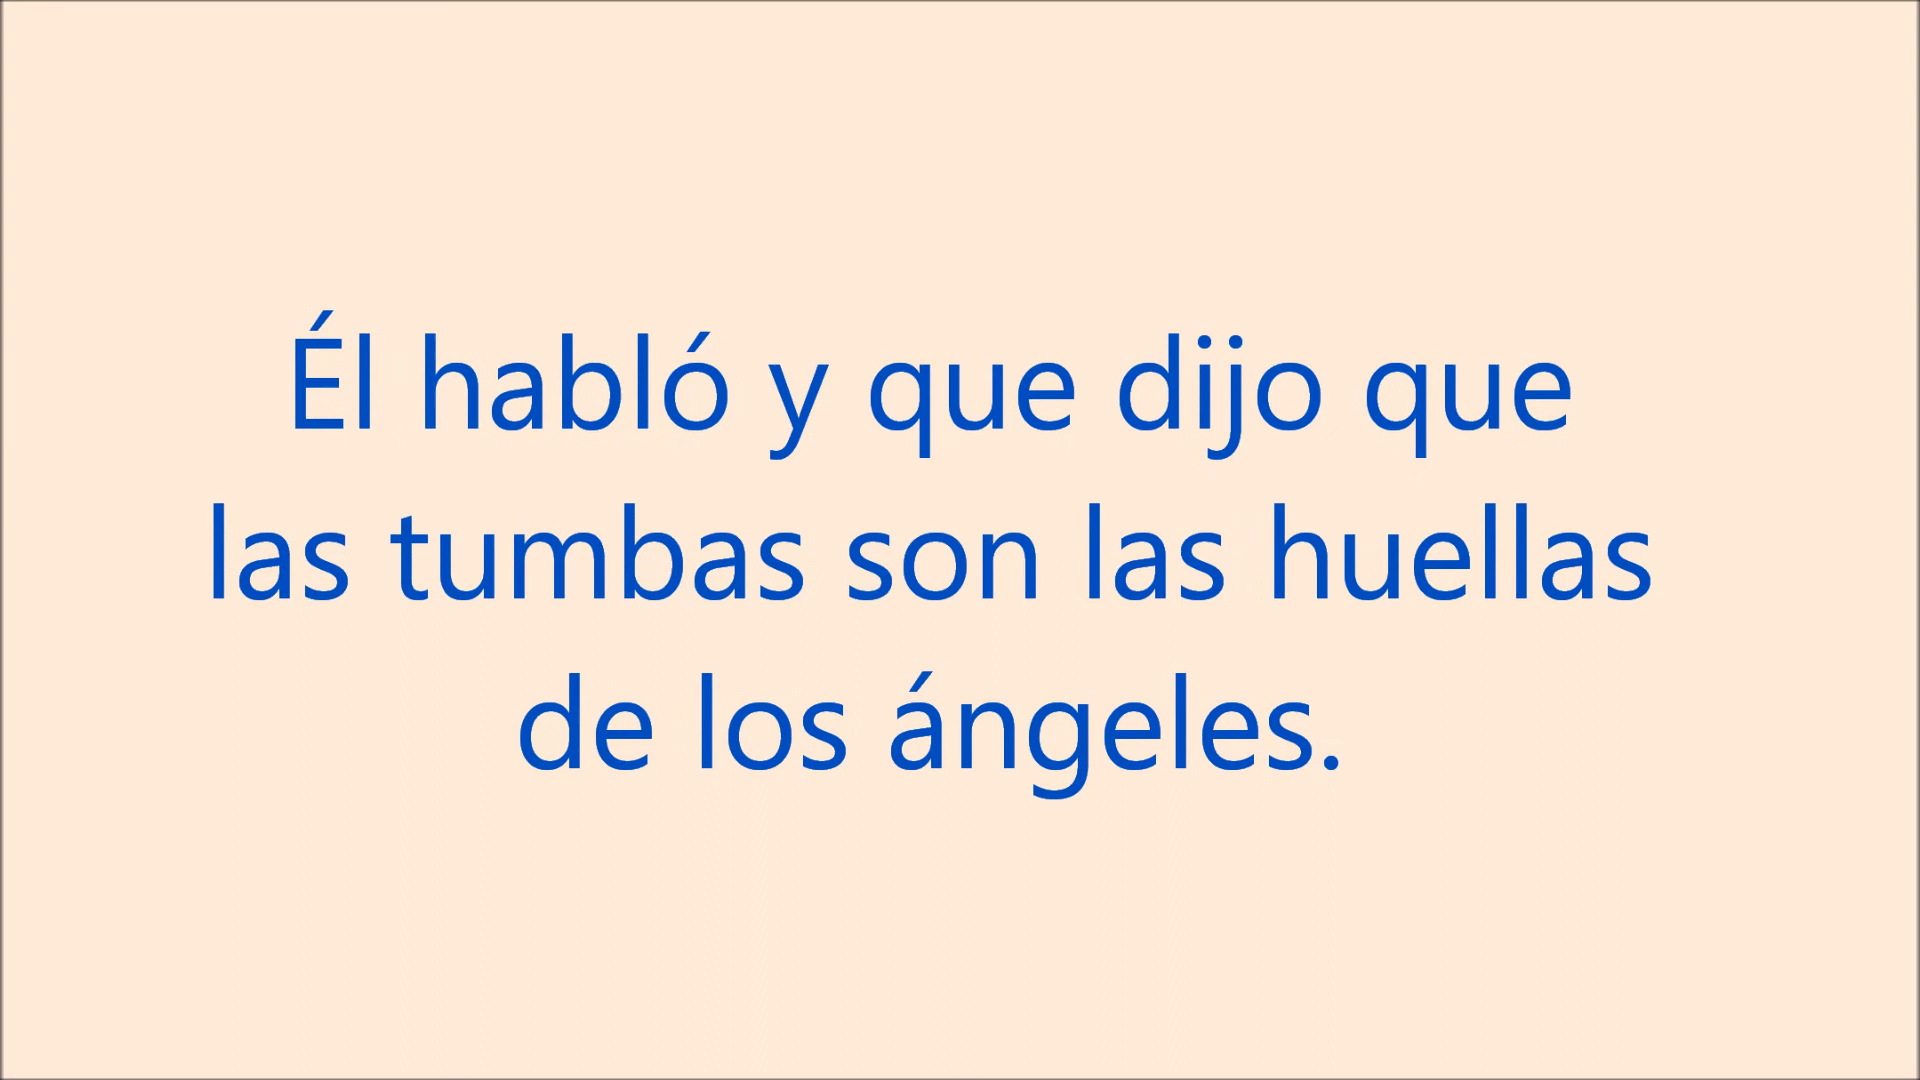 Él habló y que dijo que
las tumbas son las huellas
de los ángeles.